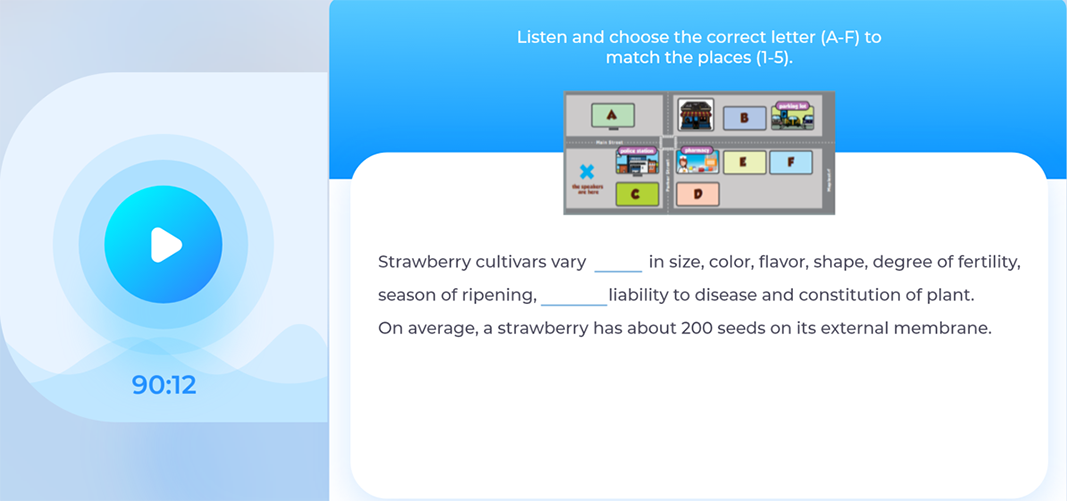 Listen and choose the correct letter (A-F) to
match the places (1-5).
A
B
parking lot
Main Street
police station
pharmacy
E
F
the speakers
are here
C
D
Strawberry cultivars vary _____ in size, color, flavor, shape, degree of fertility,
season of ripening, _______liability to disease and constitution of plant.
On average, a strawberry has about 200 seeds on its external membrane.
90:12